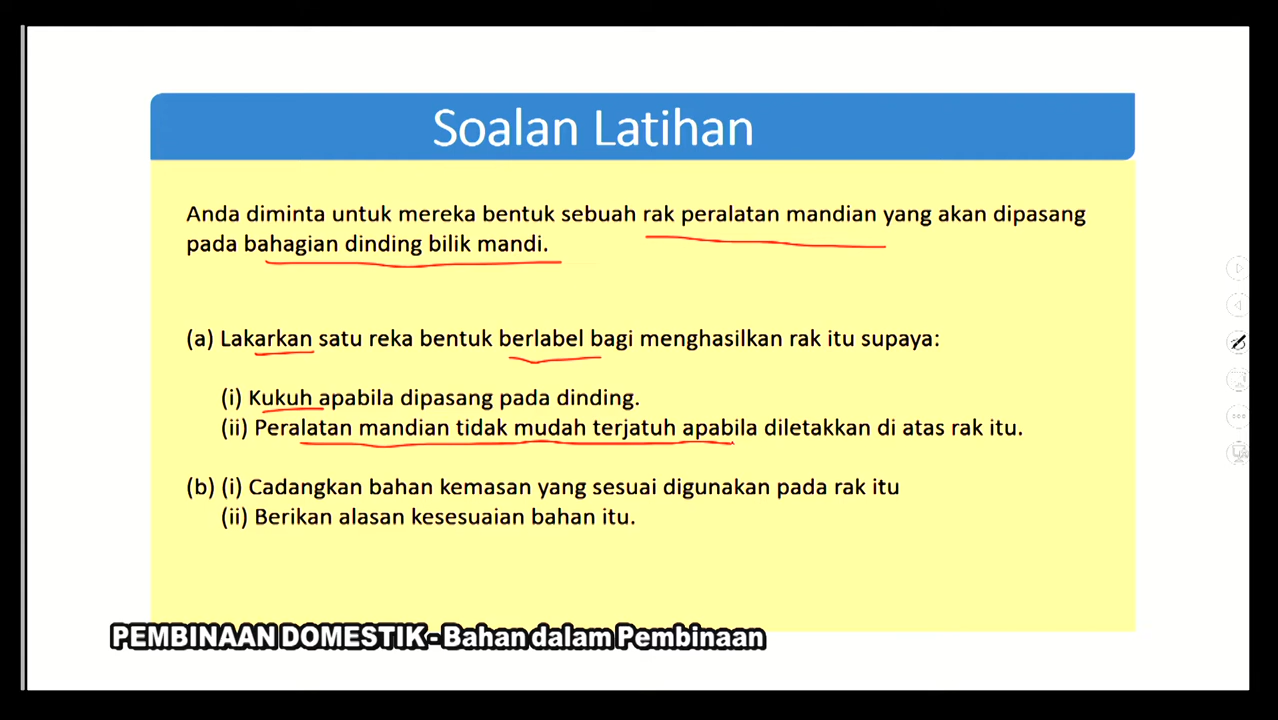 Soalan Latihan
Anda diminta untuk mereka bentuk sebuah rak peralatan mandian yang akan dipasang
pada bahagian dinding bilik mandi.
(a) Lakarkan satu reka bentuk berlabel bagi menghasilkan rak itu supaya:
(i) Kukuh apabila dipasang pada dinding.
(ii) Peralatan mandian tidak mudah terjatuh apabila diletakkan di atas rak itu.
(b) (i) Cadangkan bahan kemasan yang sesuai digunakan pada rak itu
(ii) Berikan alasan kesesuaian bahan itu.
PEMBINAAN DOMESTIK - Bahan dalam Pembinaan